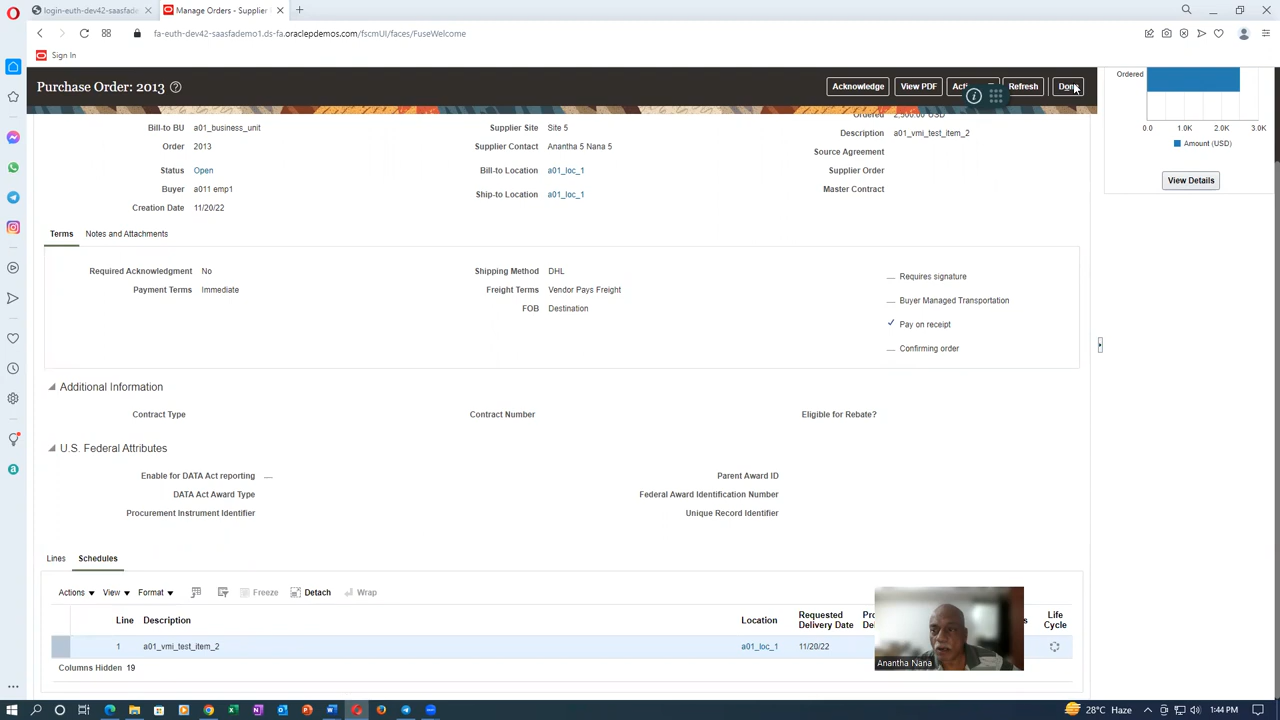 login-euth-dev42-saasfade
Manage Orders - Supplier
fa-euth-dev42-saasfademo1.ds-fa.oraclepdemos.com/fscmUI/faces/FuseWelcome
Sign In
Purchase Order: 2013
Acknowledge
View PDF
Refresh
Done
Ordered
0.0 1.0K 2.0K 3.0K
Amount (USD)
View Details
Bill-to BU a01_business_unit
Order 2013
Status Open
Buyer a011 emp1
Creation Date 11/20/22
Supplier Site Site 5
Supplier Contact Anantha 5 Nana 5
Bill-to Location a01_loc_1
Ship-to Location a01_loc_1
Ordered 2,500.00 USD
Description a01_vmi_test_item_2
Source Agreement
Supplier Order
Master Contract
Terms Notes and Attachments
Required Acknowledgment No
Payment Terms Immediate
Shipping Method DHL
Freight Terms Vendor Pays Freight
FOB Destination
Requires signature
Buyer Managed Transportation
Pay on receipt
Confirming order
Additional Information
Contract Type Contract Number Eligible for Rebate?
U.S. Federal Attributes
Enable for DATA Act reporting
DATA Act Award Type
Procurement Instrument Identifier
Parent Award ID
Federal Award Identification Number
Unique Record Identifier
Lines Schedules
Actions View Format Freeze Detach Wrap
Line Description Location
Requested
Delivery Date
Life
Cycle
1 a01_vmi_test_item_2 a01_loc_1 11/20/22
Columns Hidden 19
Anantha Nana
28°C Haze 1:44 PM